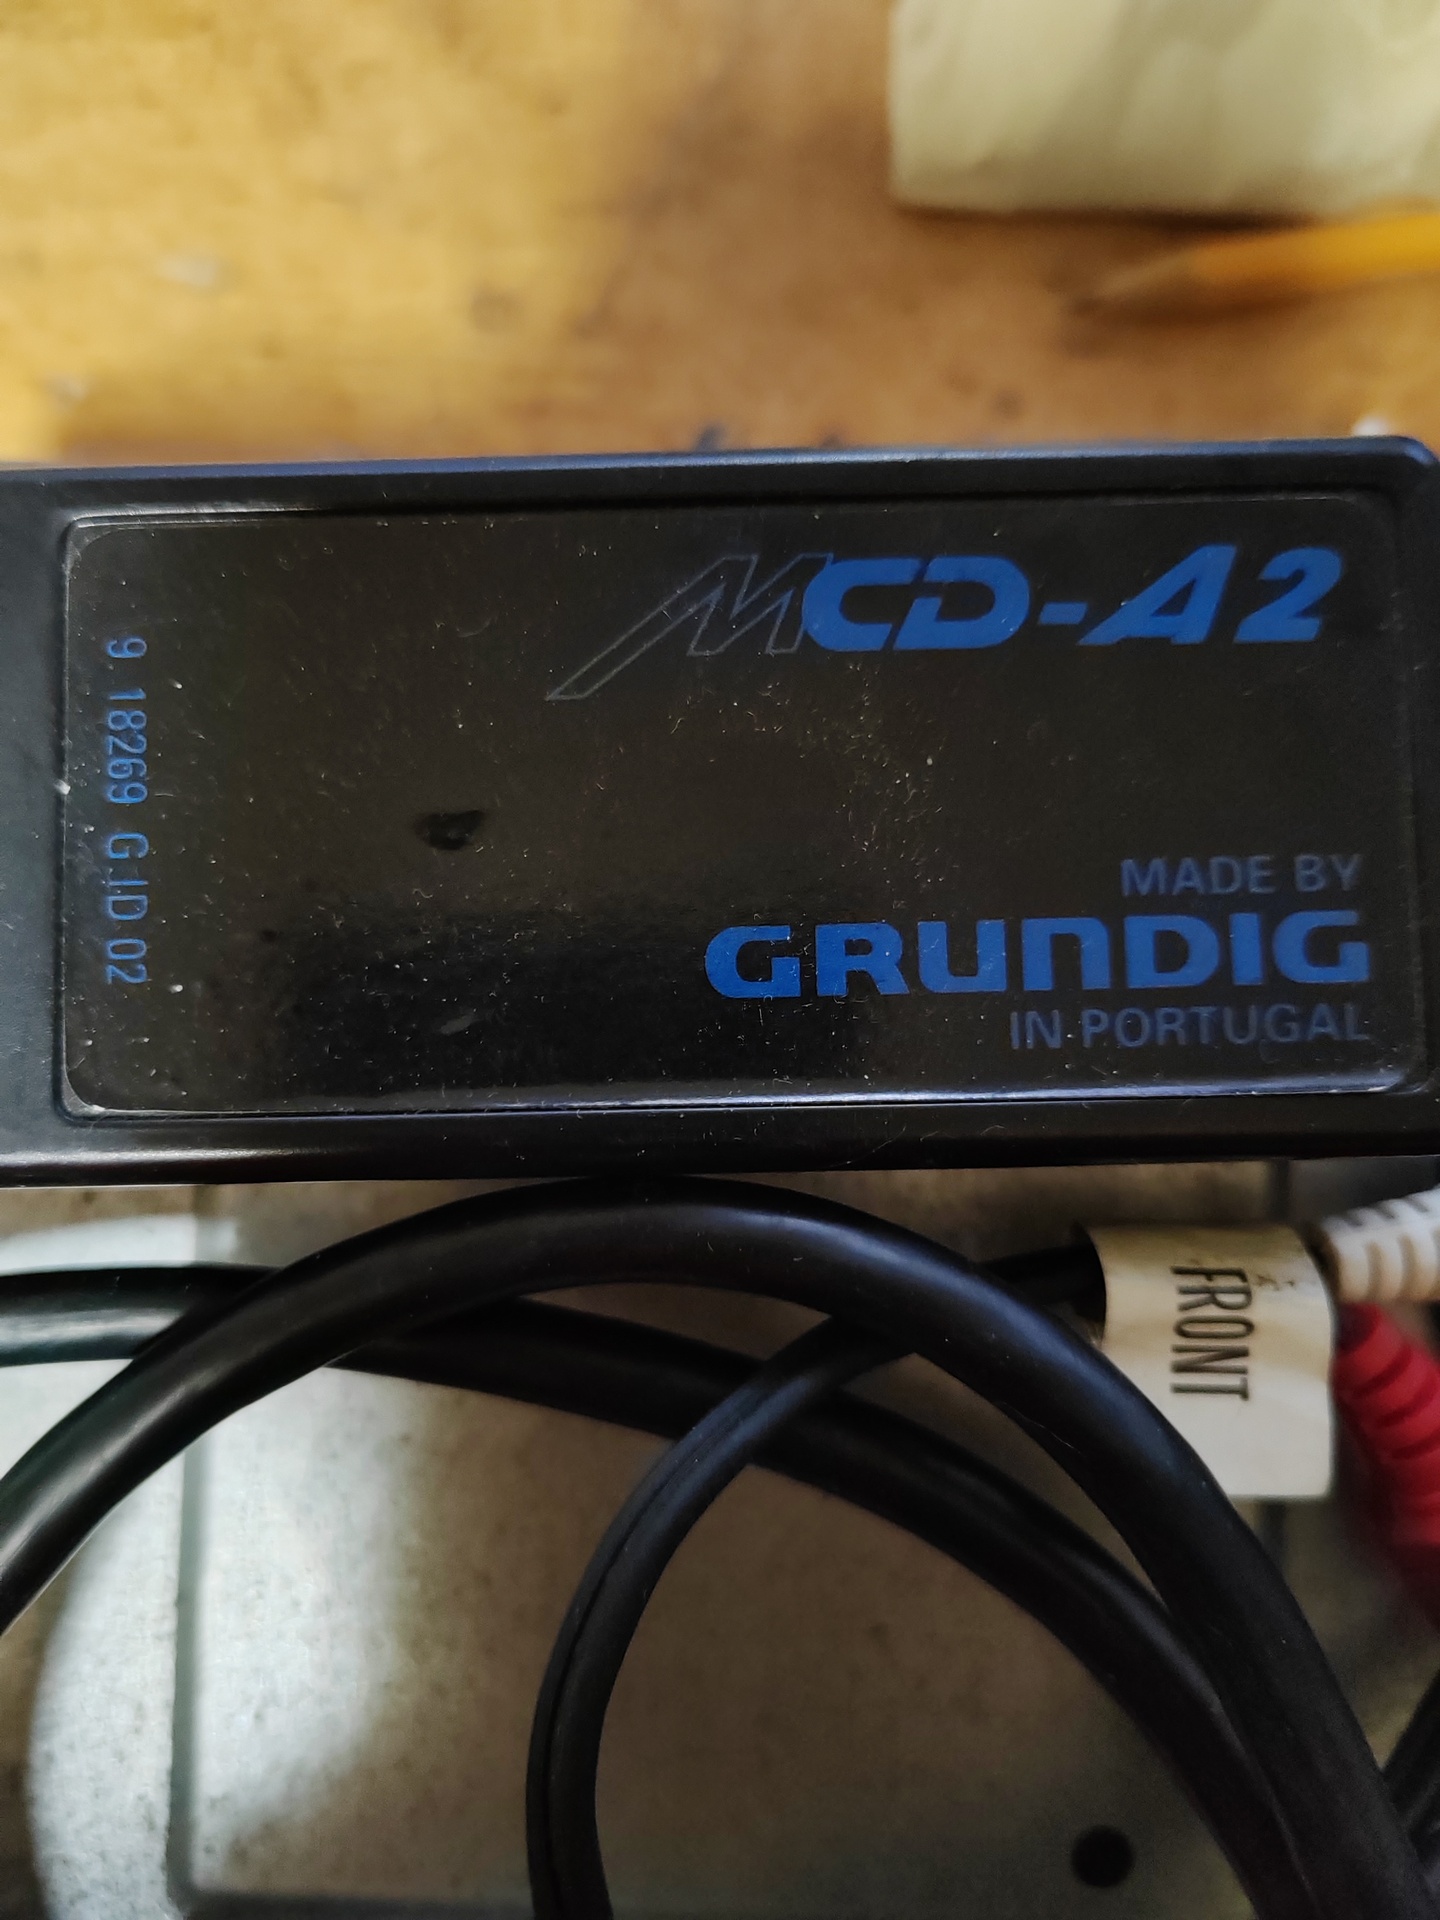 MCD-A2
9.18269 G.ID 02
MADE BY
GRUNDIG
IN PORTUGAL
FRONT